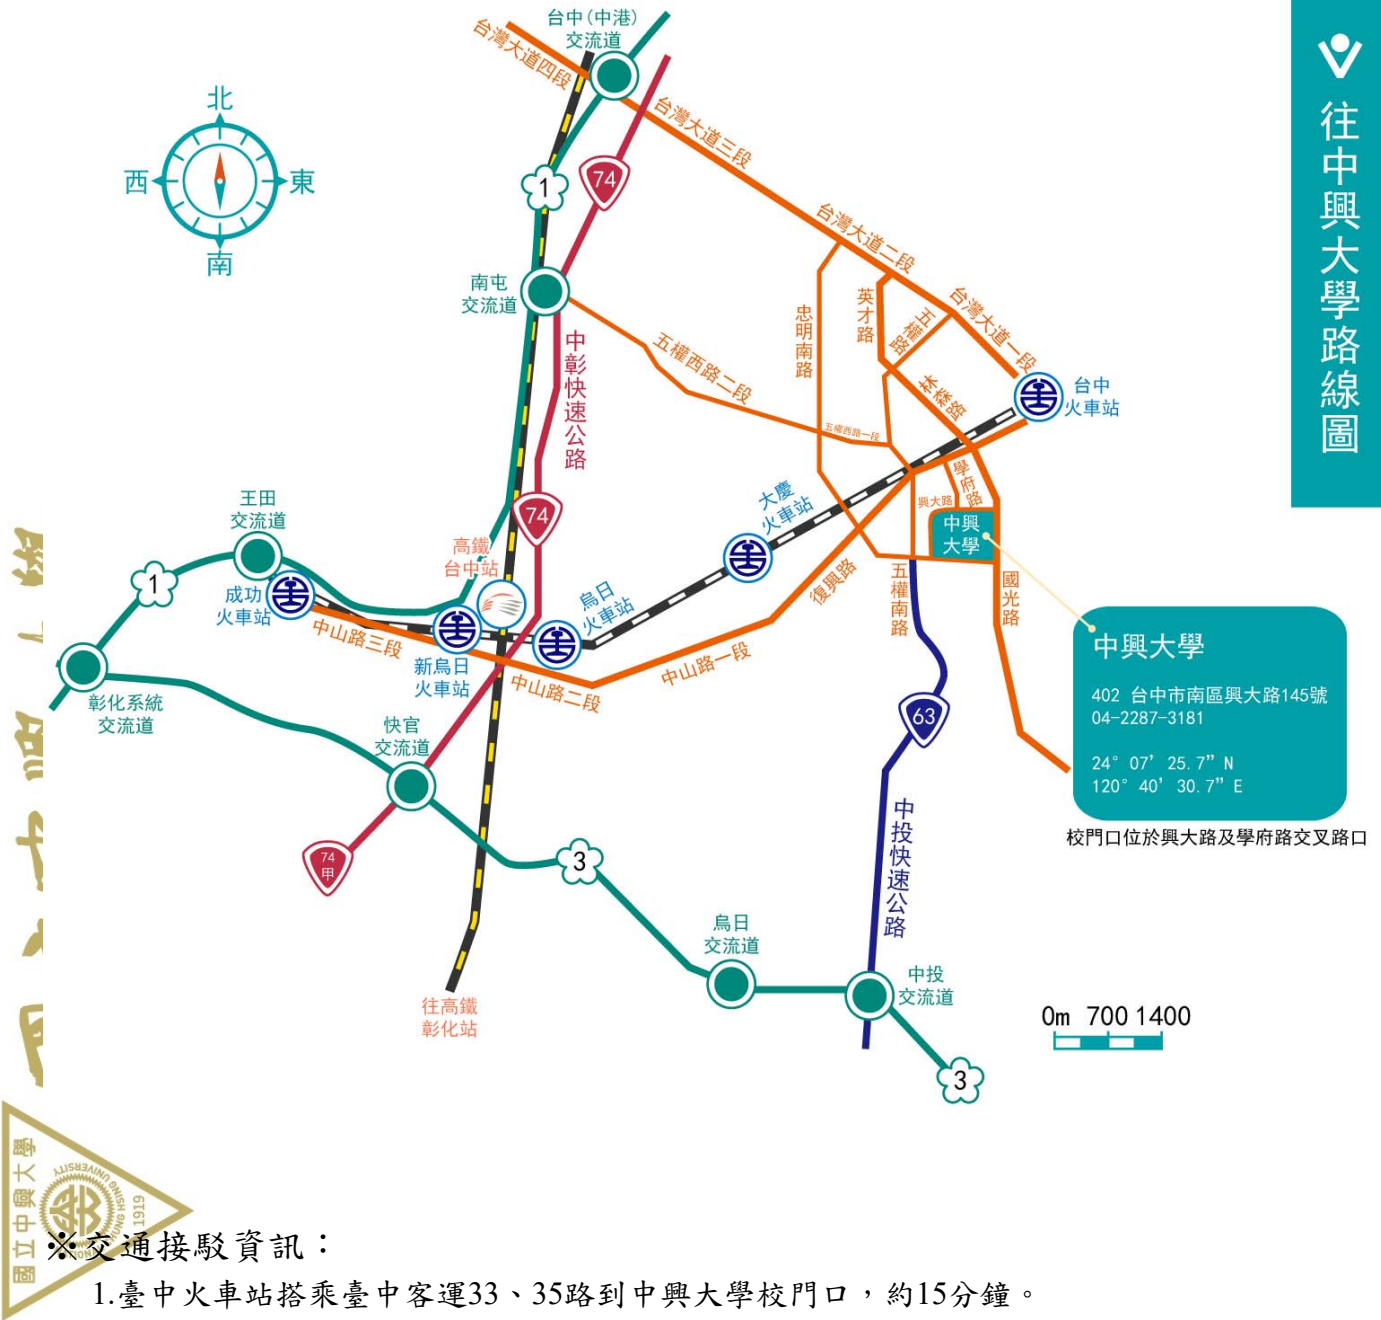 往中興大學路線圖
北
西
東
南
台中(中港)
交流道
台灣大道四段
台灣大道三段
台灣大道二段
台灣大道一段
1
74
南屯
交流道
中彰快速公路
五權西路二段
五權西路一段
忠明南路
英才路
五權路
林森路
台中
火車站
學府路
興大路
中興
大學
國光路
大慶
火車站
復興路
五權南路
74
王田
交流道
高鐵
台中站
1
成功
火車站
中山路三段
新烏日
火車站
烏日
火車站
中山路二段
中山路一段
彰化系統
交流道
快官
交流道
74
甲
3
63
中投快速公路
烏日
交流道
中投
交流道
3
往高鐵
彰化站
中興大學
402 台中市南區興大路145號
04-2287-3181
24° 07' 25.7" N
120° 40' 30.7" E
校門口位於興大路及學府路交叉路口
0m 700 1400
國立中興大學
1919
※交通接駁資訊：
1.臺中火車站搭乘臺中客運33、35路到中興大學校門口，約15分鐘。